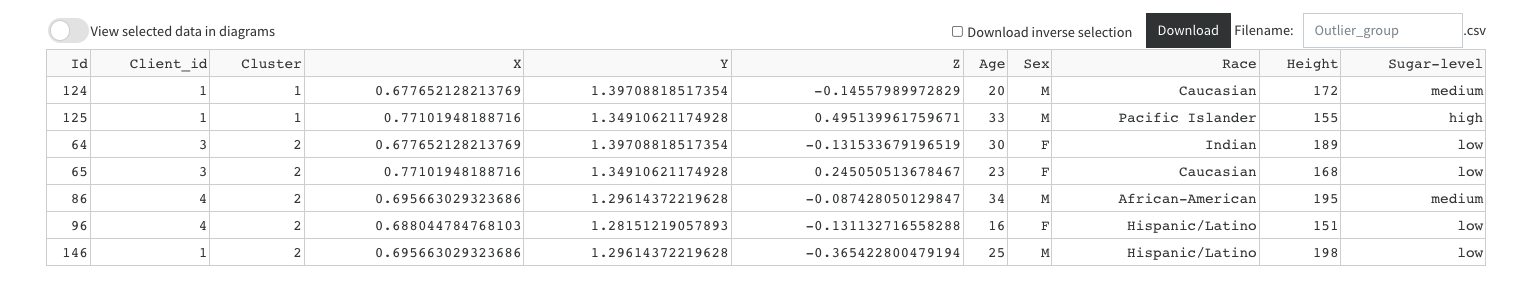 View selected data in diagrams Download inverse selection Download Filename: Outlier_group .csv
Id Client_id Cluster X Y Z Age Sex Race Height Sugar-level
124 1 1 0.677652128213769 1.39708818517354 −0.14557989972829 20 M Caucasian 172 medium
125 1 1 0.77101948188716 1.34910621174928 0.495139961759671 33 M Pacific Islander 155 high
64 3 2 0.677652128213769 1.39708818517354 −0.131533679196519 30 F Indian 189 low
65 3 2 0.77101948188716 1.34910621174928 0.245050513678467 23 F Caucasian 168 low
86 4 2 0.695663029323686 1.29614372219628 −0.087428050129847 34 M African-American 195 medium
96 4 2 0.688044784768103 1.28151219057893 −0.131132716558288 16 F Hispanic/Latino 151 low
146 1 2 0.695663029323686 1.29614372219628 −0.365422800479194 25 M Hispanic/Latino 198 low